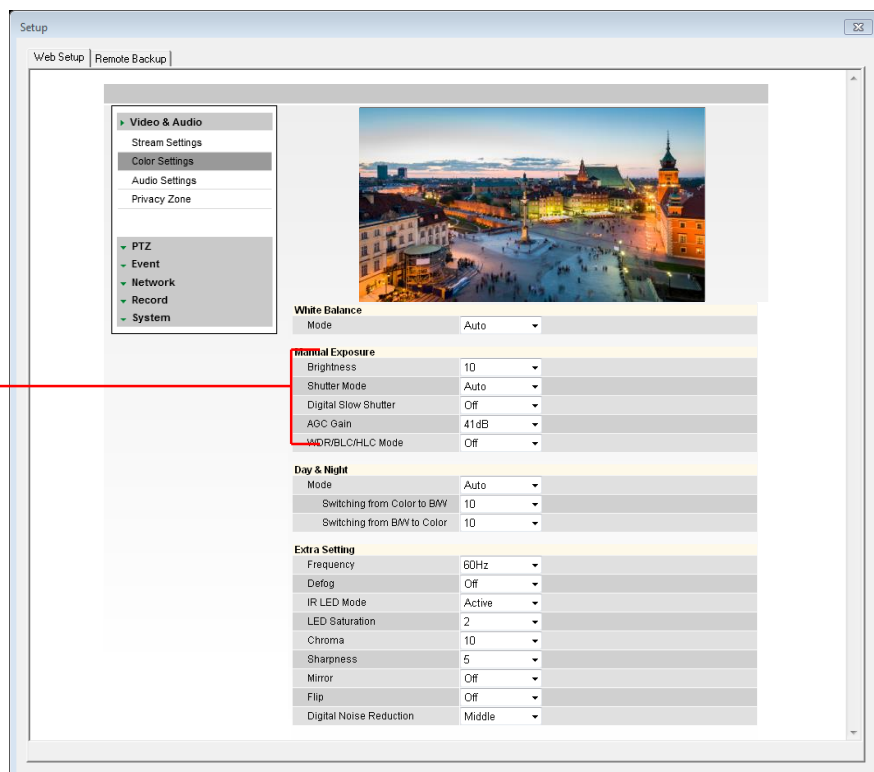 Setup
Web Setup Remote Backup
Video & Audio
Stream Settings
Color Settings
Audio Settings
Privacy Zone
PTZ
Event
Network
Record
System
White Balance
Mode Auto
Manual Exposure
Brightness 10
Shutter Mode Auto
Digital Slow Shutter Off
AGC Gain 41dB
WDR/BLC/HLC Mode Off
Day & Night
Mode Auto
Switching from Color to B/W 10
Switching from B/W to Color 10
Extra Setting
Frequency 60Hz
Defog Off
IR LED Mode Active
LED Saturation 2
Chroma 10
Sharpness 5
Mirror Off
Flip Off
Digital Noise Reduction Middle